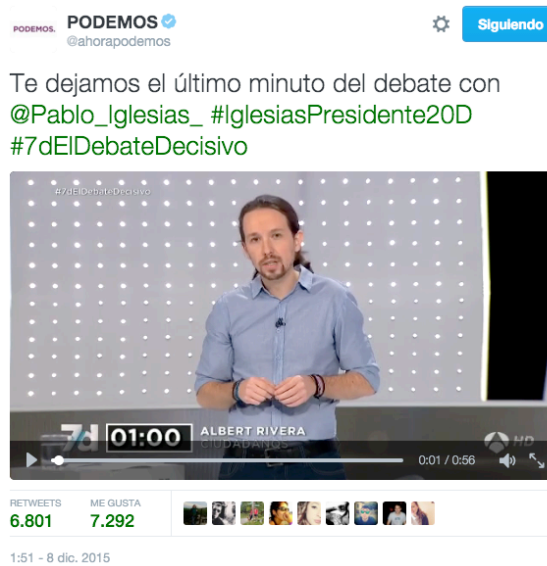 PODEMOS.
PODEMOS
@ahorapodemos
Siguiendo
Te dejamos el último minuto del debate con
@Pablo_Iglesias_ #IglesiasPresidente20D
#7dElDebateDecisivo
#7dElDebateDecisivo
7d 01:00 ALBERT RIVERA
CIUDADANOS
HD
0:01 / 0:56
RETWEETS ME GUSTA
6.801 7.292
1:51 - 8 dic. 2015